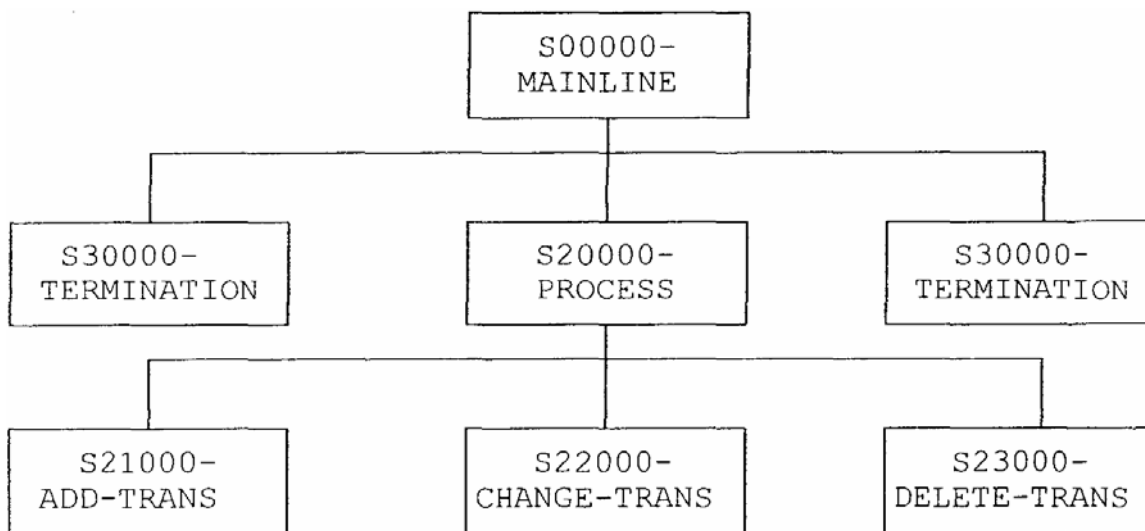 S00000-
MAINLINE
S30000-
TERMINATION
S20000-
PROCESS
S30000-
TERMINATION
S21000-
ADD-TRANS
S22000-
CHANGE-TRANS
S23000-
DELETE-TRANS